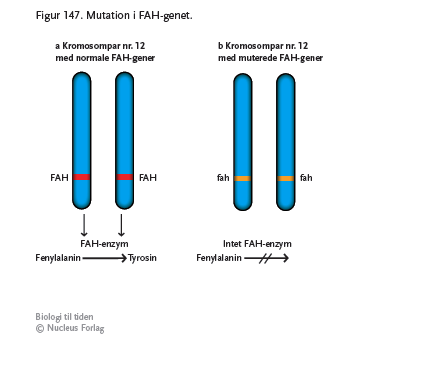 Figur 147. Mutation i FAH-genet.
a Kromosompar nr. 12
med normale FAH-gener
b Kromosompar nr. 12
med muterede FAH-gener
FAH
FAH
fah
fah
FAH-enzym
Fenylalanin
Tyrosin
Intet FAH-enzym
Fenylalanin
Biologi til tiden
© Nucleus Forlag